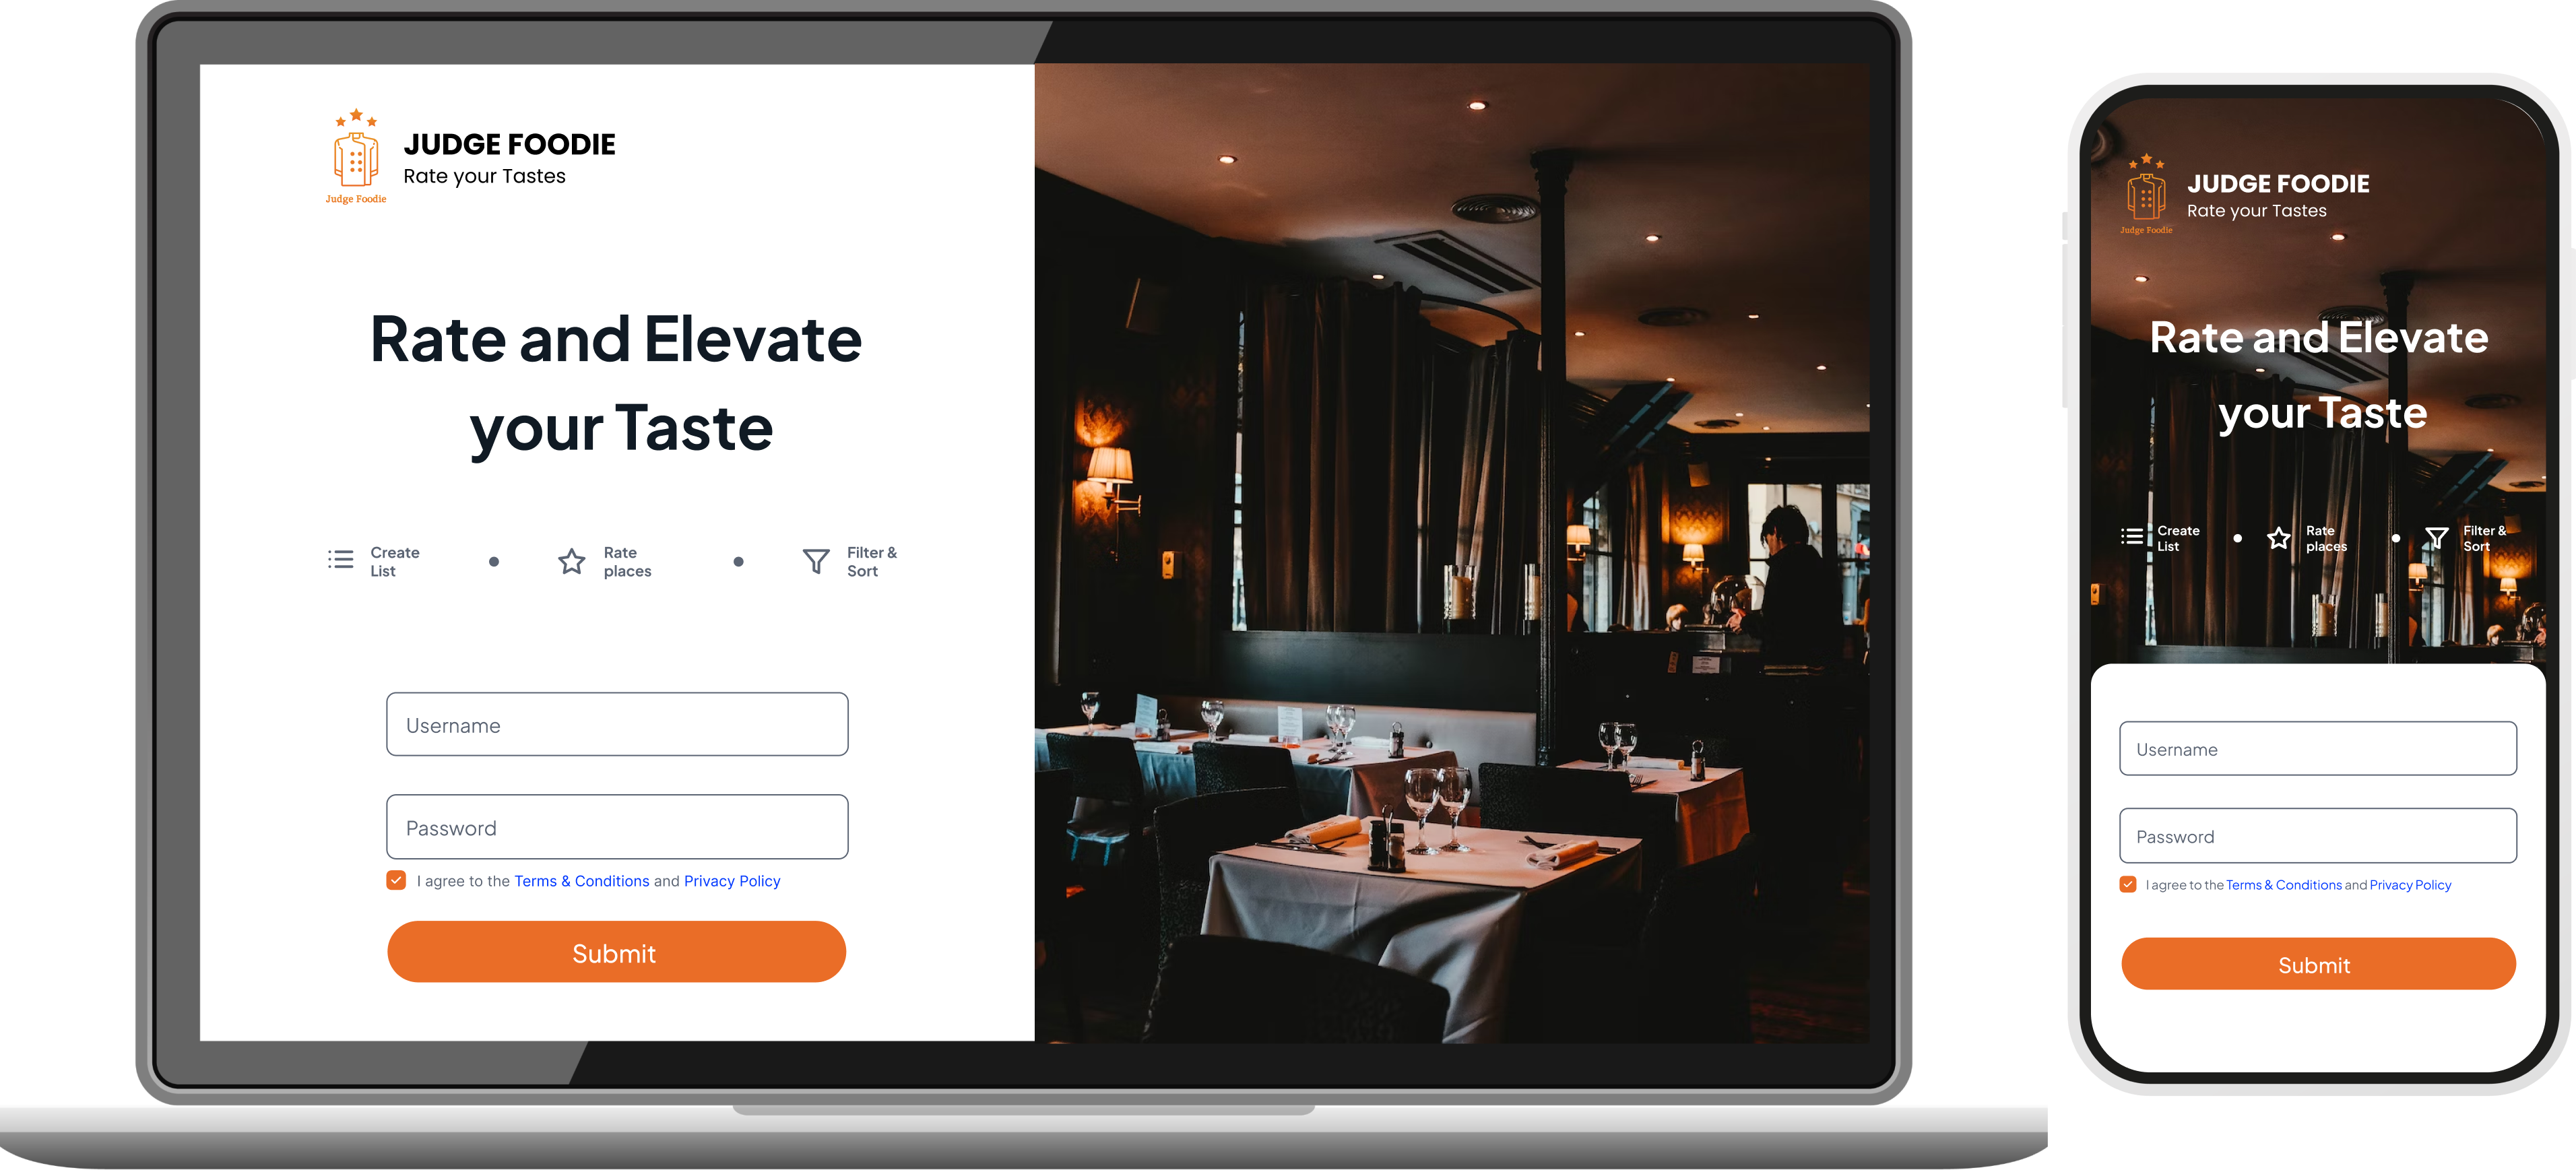 JUDGE FOODIE
Rate your Tastes
Judge Foodie
Rate and Elevate
your Taste
Create
List
Rate
places
Filter &
Sort
Username
Password
I agree to the Terms & Conditions and Privacy Policy
Submit
JUDGE FOODIE
Rate your Tastes
Judge Foodie
Rate and Elevate
your Taste
Create
List
Rate
places
Filter &
Sort
Username
Password
I agree to the Terms & Conditions and Privacy Policy
Submit